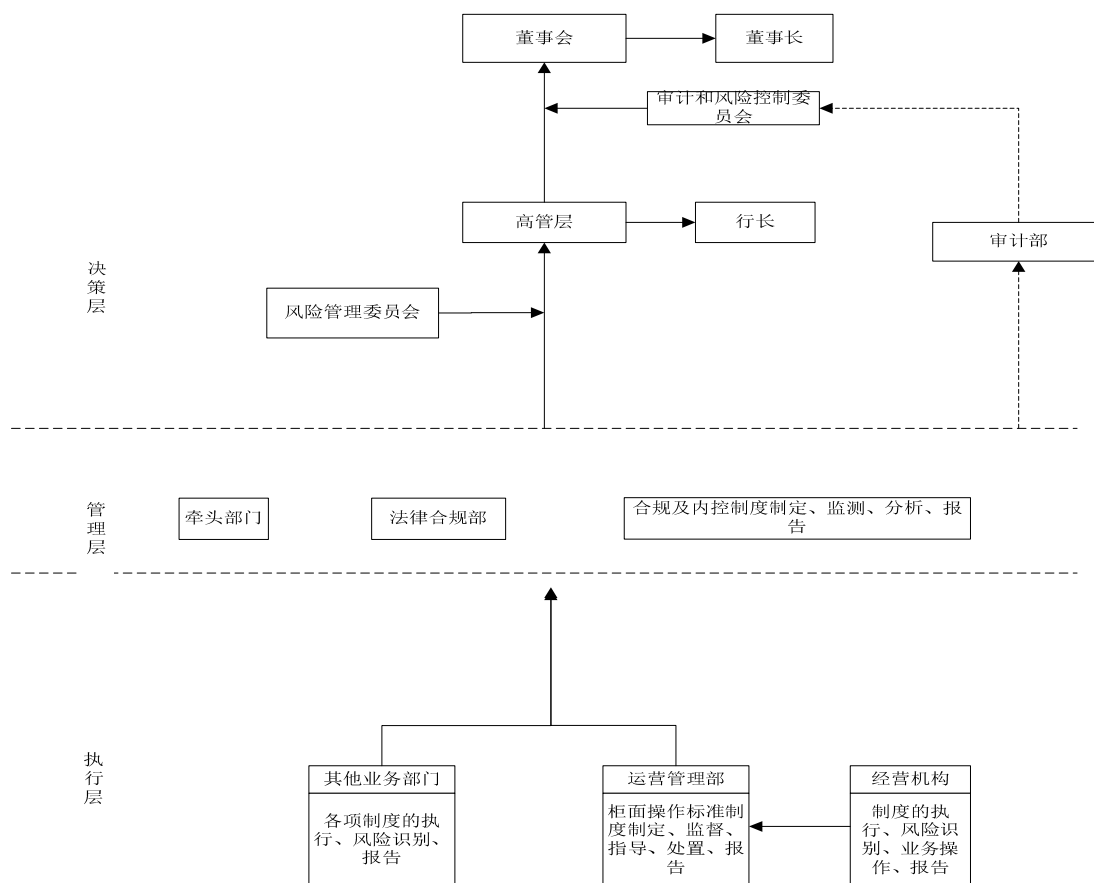 董事会
董事长
审计和风险控制委
员会
高管层
行长
审计部
决
策
层
风险管理委员会
管
理
层
牵头部门
法律合规部
合规及内控制度制定、监测、分析、报
告
执
行
层
其他业务部门
各项制度的执
行、风险识别、
报告
运营管理部
柜面操作标准制
度制定、监督、
指导、处置、报
告
经营机构
制度的执
行、风险识
别、业务操
作、报告